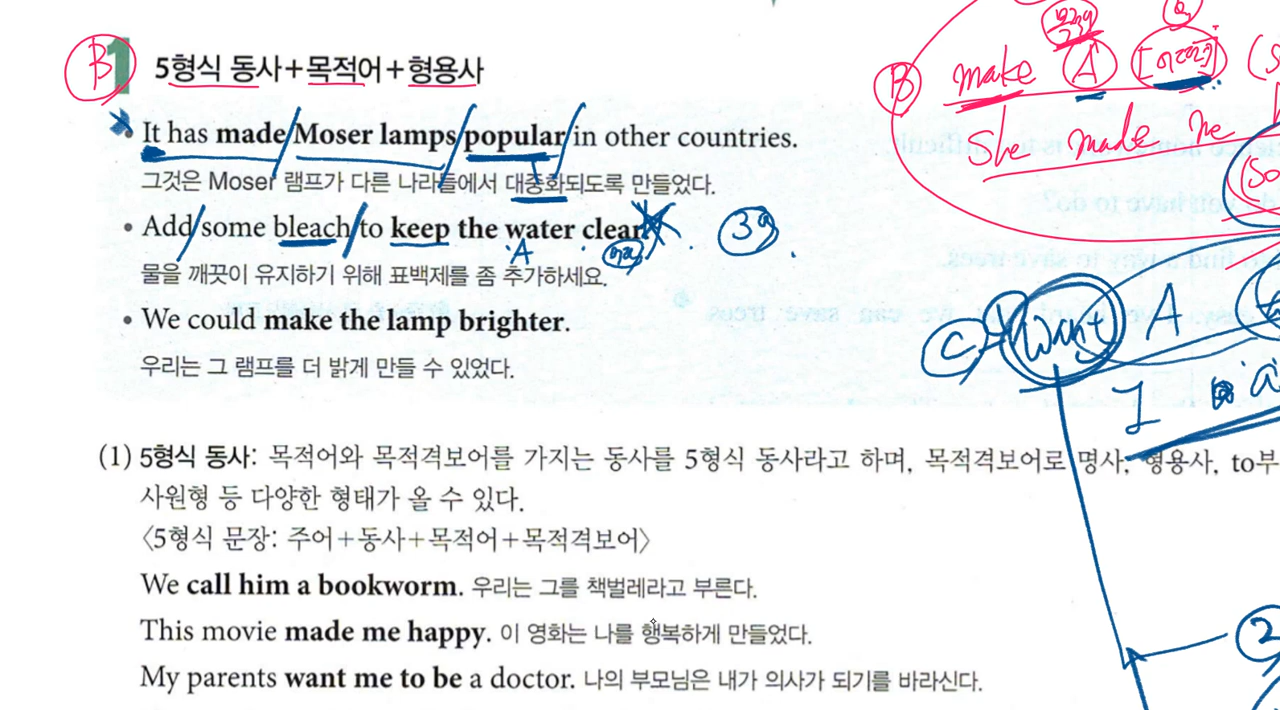 B 1 5형식 동사+목적어+형용사
It has made/Moser lamps/popular/in other countries.
그것은 Moser 램프가 다른 나라들에서 대중화되도록 만들었다.
Add/some bleach/to keep the water clear.
A 39
물을 깨끗이 유지하기 위해 표백제를 좀 추가하세요.
We could make the lamp brighter.
우리는 그 램프를 더 밝게 만들 수 있었다.
B make A
She made me
C want A
I
(1) 5형식 동사: 목적어와 목적격보어를 가지는 동사를 5형식 동사라고 하며, 목적격보어로 명사, 형용사, to부
사원형 등 다양한 형태가 올 수 있다.
〈5형식 문장: 주어+동사+목적어+목적격보어〉
We call him a bookworm. 우리는 그를 책벌레라고 부른다.
This movie made me happy. 이 영화는 나를 행복하게 만들었다.
2
My parents want me to be a doctor. 나의 부모님은 내가 의사가 되기를 바라신다.